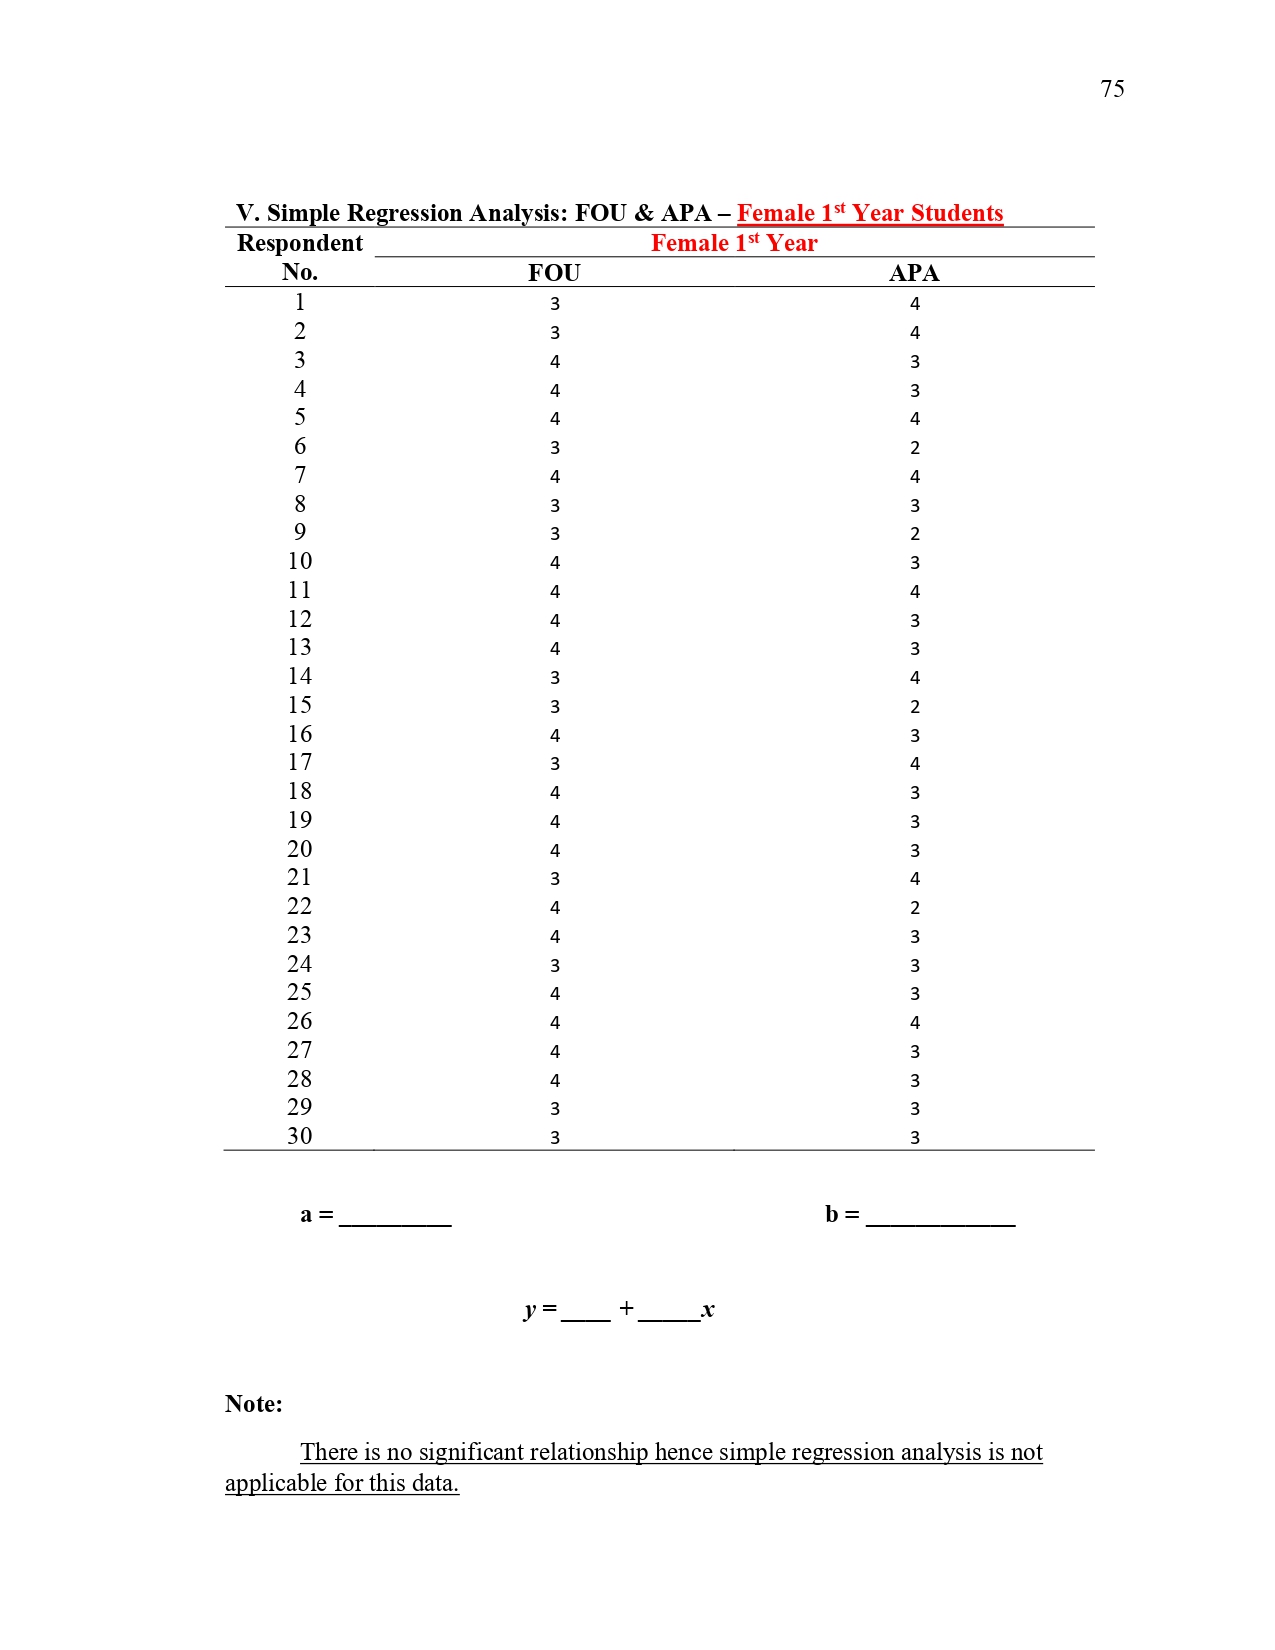 75
V. Simple Regression Analysis: FOU & APA – Female 1st Year Students
Respondent No. Female 1st Year
FOU APA
1 3 4
2 3 4
3 4 3
4 4 3
5 4 4
6 3 2
7 4 4
8 3 3
9 3 2
10 4 3
11 4 4
12 4 3
13 4 3
14 3 4
15 3 2
16 4 3
17 3 4
18 4 3
19 4 3
20 4 3
21 3 4
22 4 2
23 4 3
24 3 3
25 4 3
26 4 4
27 4 3
28 4 3
29 3 3
30 3 3
a = _________ b = ____________
y = ____ + _____x
Note:
There is no significant relationship hence simple regression analysis is not
applicable for this data.